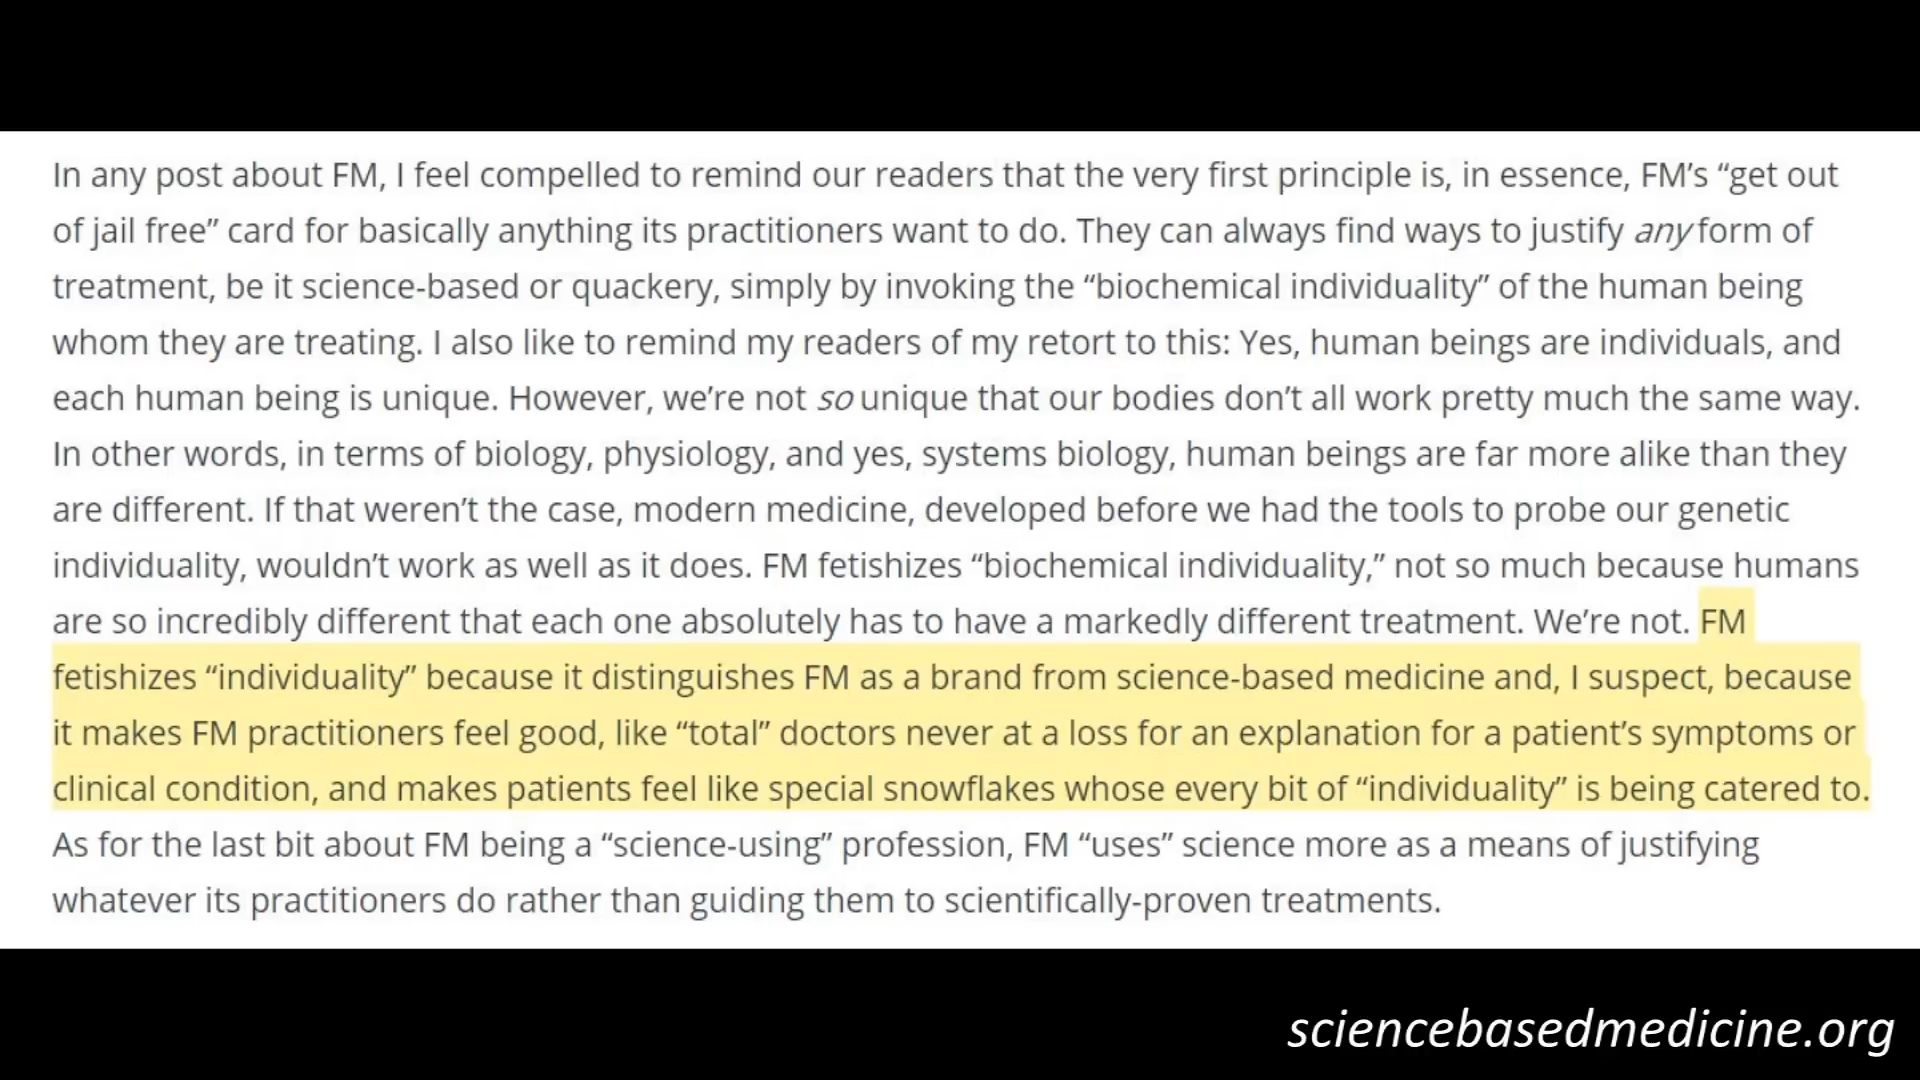 In any post about FM, I feel compelled to remind our readers that the very first principle is, in essence, FM’s “get out
of jail free” card for basically anything its practitioners want to do. They can always find ways to justify any form of
treatment, be it science-based or quackery, simply by invoking the “biochemical individuality” of the human being
whom they are treating. I also like to remind my readers of my retort to this: Yes, human beings are individuals, and
each human being is unique. However, we’re not so unique that our bodies don’t all work pretty much the same way.
In other words, in terms of biology, physiology, and yes, systems biology, human beings are far more alike than they
are different. If that weren’t the case, modern medicine, developed before we had the tools to probe our genetic
individuality, wouldn’t work as well as it does. FM fetishizes “biochemical individuality,” not so much because humans
are so incredibly different that each one absolutely has to have a markedly different treatment. We’re not. FM
fetishizes “individuality” because it distinguishes FM as a brand from science-based medicine and, I suspect, because
it makes FM practitioners feel good, like “total” doctors never at a loss for an explanation for a patient’s symptoms or
clinical condition, and makes patients feel like special snowflakes whose every bit of “individuality” is being catered to.
As for the last bit about FM being a “science-using” profession, FM “uses” science more as a means of justifying
whatever its practitioners do rather than guiding them to scientifically-proven treatments.
sciencebasedmedicine.org